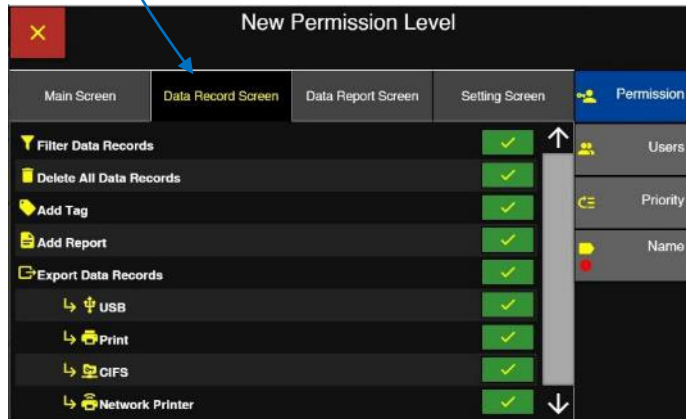 New Permission Level
Main Screen
Data Record Screen
Data Report Screen
Setting Screen
Permission
Filter Data Records
Users
Delete All Data Records
Add Tag
Priority
Add Report
Name
Export Data Records
USB
Print
CIFS
Network Printer